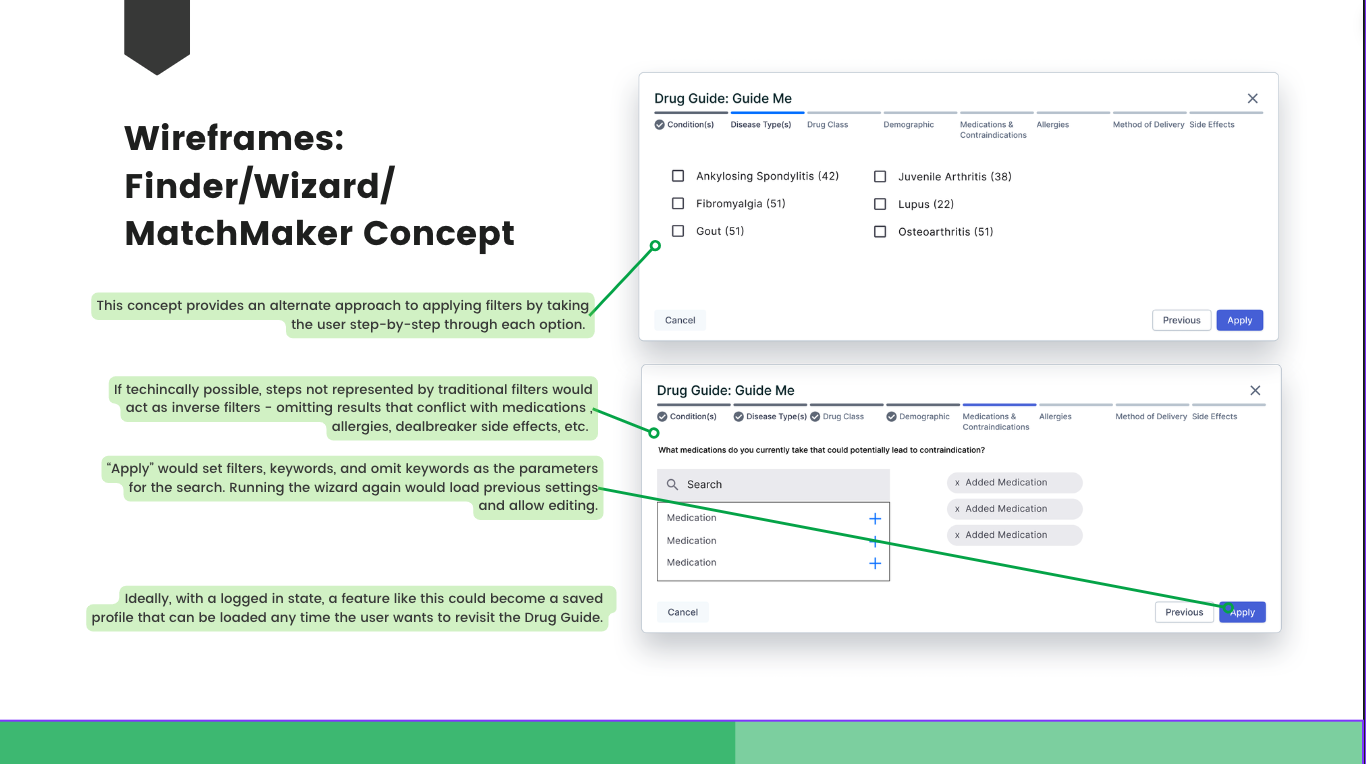 Wireframes:
Finder/Wizard/
MatchMaker Concept
This concept provides an alternate approach to applying filters by taking
the user step-by-step through each option.
If techincally possible, steps not represented by traditional filters would
act as inverse filters - omitting results that conflict with medications ,
allergies, dealbreaker side effects, etc.
“Apply” would set filters, keywords, and omit keywords as the parameters
for the search. Running the wizard again would load previous settings
and allow editing.
Ideally, with a logged in state, a feature like this could become a saved
profile that can be loaded any time the user wants to revisit the Drug Guide.
Drug Guide: Guide Me
Condition(s) Disease Type(s) Drug Class Demographic Medications & Allergies Method of Delivery Side Effects
Contraindications
Ankylosing Spondylitis (42) Juvenile Arthritis (38)
Fibromyalgia (51) Lupus (22)
Gout (51) Osteoarthritis (51)
Cancel Previous Apply
Drug Guide: Guide Me
Condition(s) Disease Type(s) Drug Class Demographic Medications & Allergies Method of Delivery Side Effects
Contraindications
What medications do you currently take that could potentially lead to contraindication?
Search x Added Medication
Medication x Added Medication
Medication x Added Medication
Medication
Cancel Previous Apply